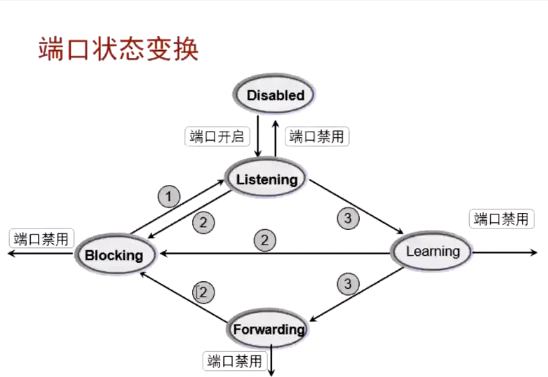 端口状态变换
Disabled
端口开启
端口禁用
Listening
1
2
3
端口禁用
端口禁用
2
Blocking
Learning
2
3
Forwarding
端口禁用